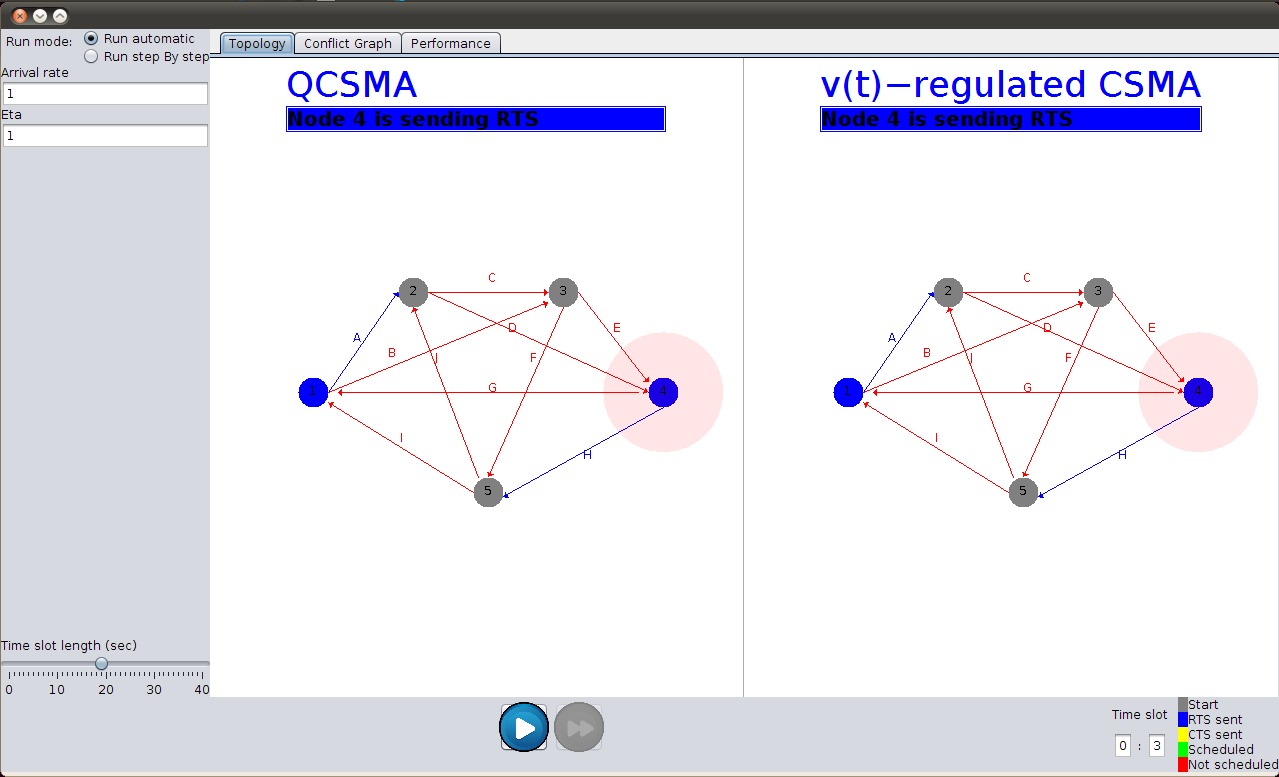 Run mode: Run automatic
Run step By step
Arrival rate
1
Eta
1
Topology Conflict Graph Performance
QCSMA
Node 4 is sending RTS
C
2 3
A B D E
I F
1 G 4
I H
5
v(t)−regulated CSMA
Node 4 is sending RTS
C
2 3
A B D E
I F
1 G 4
I H
5
Time slot length (sec)
0 10 20 30 40
Time slot
0 : 3
Start
RTS sent
CTS sent
Scheduled
Not scheduled